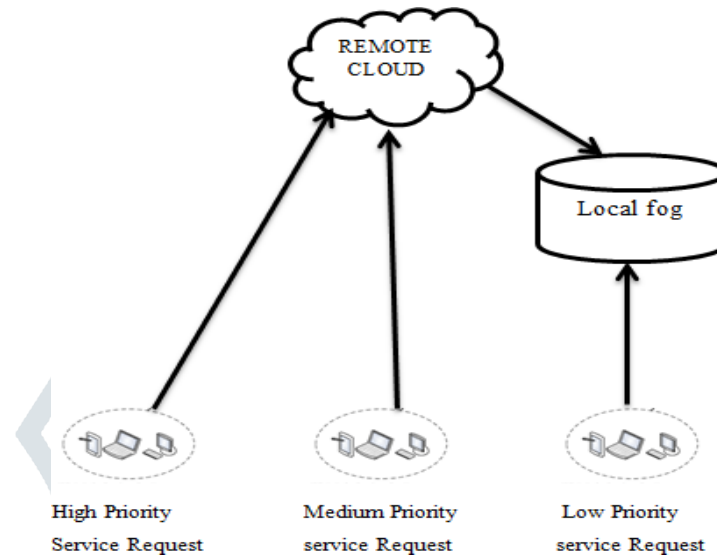 REMOTE
CLOUD
Local fog
High Priority
Service Request
Medium Priority
service Request
Low Priority
service Request